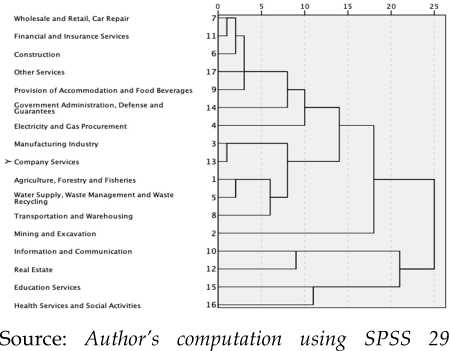 0 5 10 15 20 25
Wholesale and Retail, Car Repair 7
Financial and Insurance Services 11
Construction 6
Other Services 17
Provision of Accommodation and Food Beverages 9
Government Administration, Defense and
Guarantees 14
Electricity and Gas Procurement 4
Manufacturing Industry 3
Company Services 13
Agriculture, Forestry and Fisheries 1
Water Supply, Waste Management and Waste
Recycling 5
Transportation and Warehousing 8
Mining and Excavation 2
Information and Communication 10
Real Estate 12
Education Services 15
Health Services and Social Activities 16
Source: Author's computation using SPSS 29